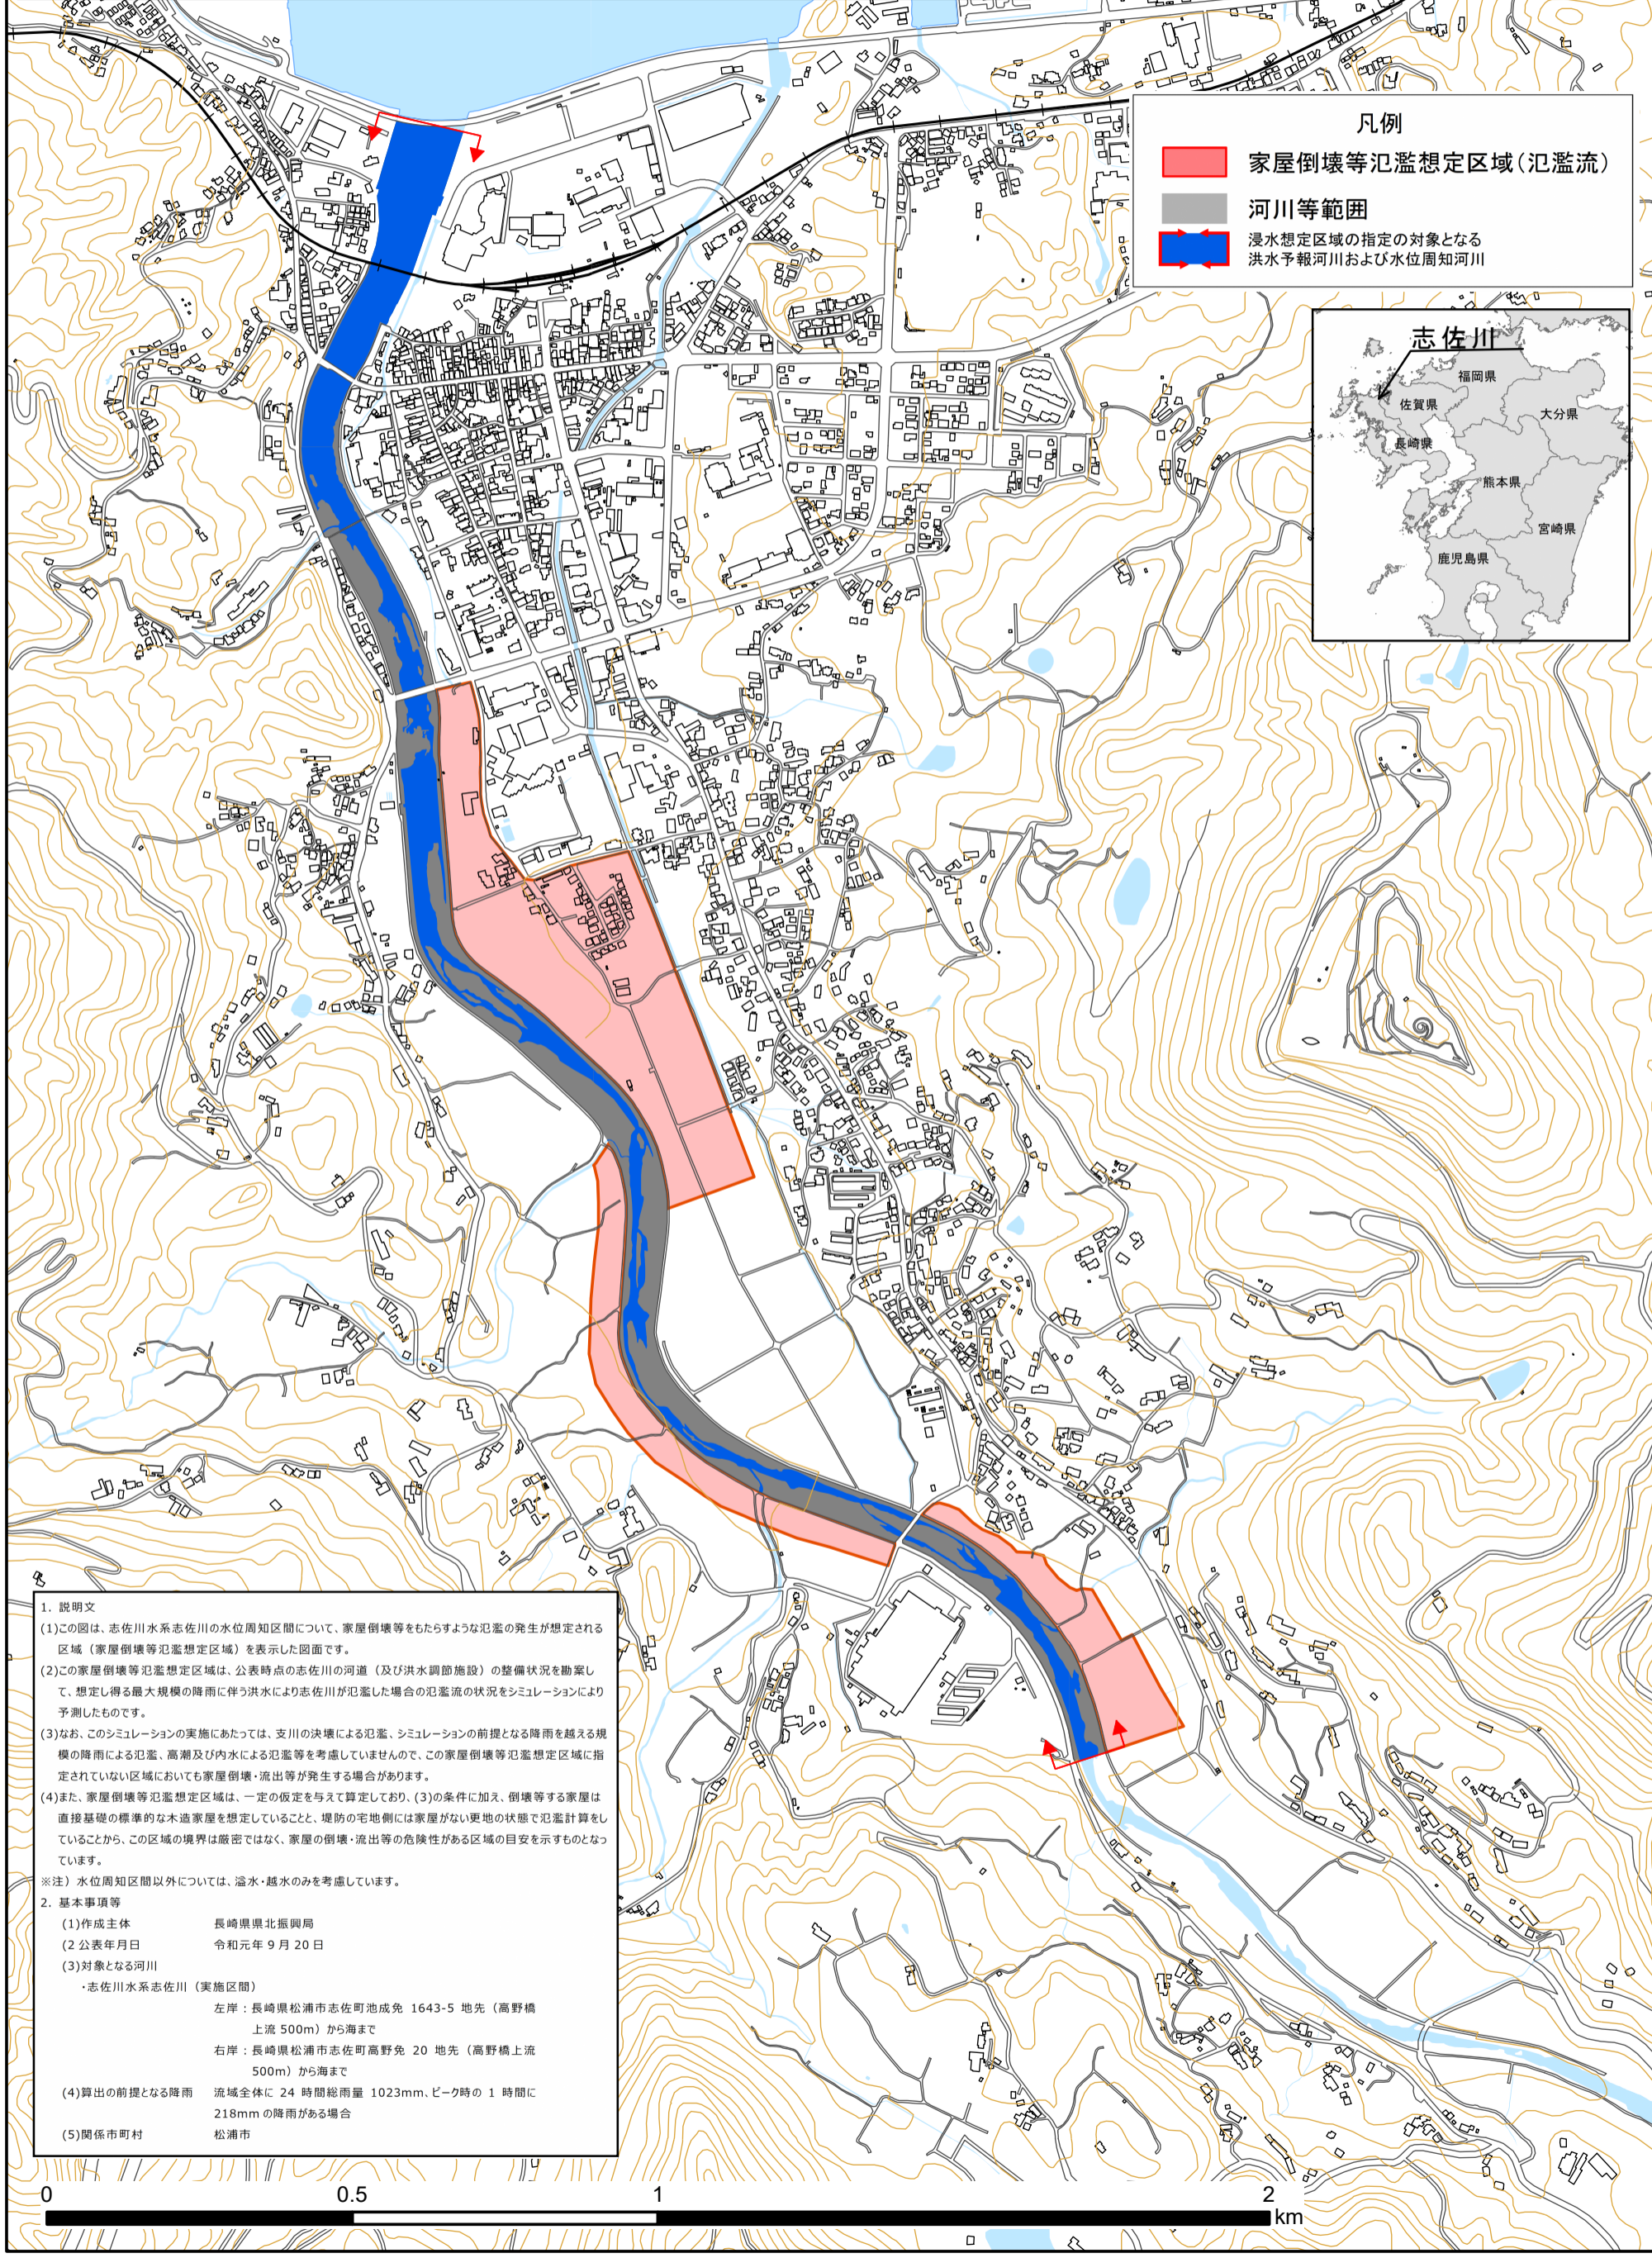 凡例
家屋倒壊等氾濫想定区域(氾濫流)
河川等範囲
浸水想定区域の指定の対象となる
洪水予報河川および水位周知河川
志佐川
福岡県
佐賀県
大分県
長崎県
熊本県
宮崎県
鹿児島県
1. 説明文
(1)この図は、志佐川水系志佐川の水位周知区間について、家屋倒壊等をもたらすような氾濫の発生が想定される
区域（家屋倒壊等氾濫想定区域）を表示した図面です。
(2)この家屋倒壊等氾濫想定区域は、公表時点の志佐川の河道（及び洪水調節施設）の整備状況を勘案し
て、想定し得る最大規模の降雨に伴う洪水により志佐川が氾濫した場合の氾濫流の状況をシミュレーションにより
予測したものです。
(3)なお、このシミュレーションの実施にあたっては、支川の決壊による氾濫、シミュレーションの前提となる降雨を越える規
模の降雨による氾濫、高潮及び内水による氾濫等を考慮していませんので、この家屋倒壊等氾濫想定区域に指
定されていない区域においても家屋倒壊・流出等が発生する場合があります。
(4)また、家屋倒壊等氾濫想定区域は、一定の仮定を与えて算定しており、(3)の条件に加え、倒壊等する家屋は
直接基礎の標準的な木造家屋を想定していることと、堤防の宅地側には家屋がない更地の状態で氾濫計算をし
ていることから、この区域の境界は厳密ではなく、家屋の倒壊・流出等の危険性がある区域の目安を示すものとなっ
ています。
※注）水位周知区間以外については、溢水・越水のみを考慮しています。
2. 基本事項等
(1)作成主体 長崎県県北振興局
(2 公表年月日 令和元年 9 月 20 日
(3)対象となる河川
・志佐川水系志佐川（実施区間）
左岸：長崎県松浦市志佐町池成免 1643-5 地先（高野橋
上流 500m）から海まで
右岸：長崎県松浦市志佐町高野免 20 地先（高野橋上流
500m）から海まで
(4)算出の前提となる降雨 流域全体に 24 時間総雨量 1023mm、ピーク時の 1 時間に
218mm の降雨がある場合
(5)関係市町村 松浦市
0 0.5 1 2
km